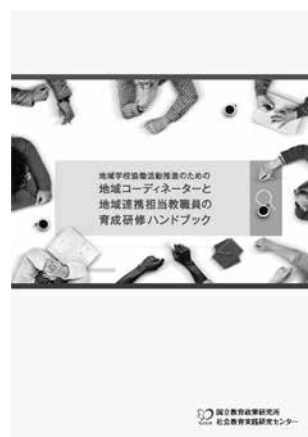 地域学校協働活動推進のための
地域コーディネーターと
地域連携担当教職員の
育成研修ハンドブック
国立教育政策研究所
社会教育実践研究センター